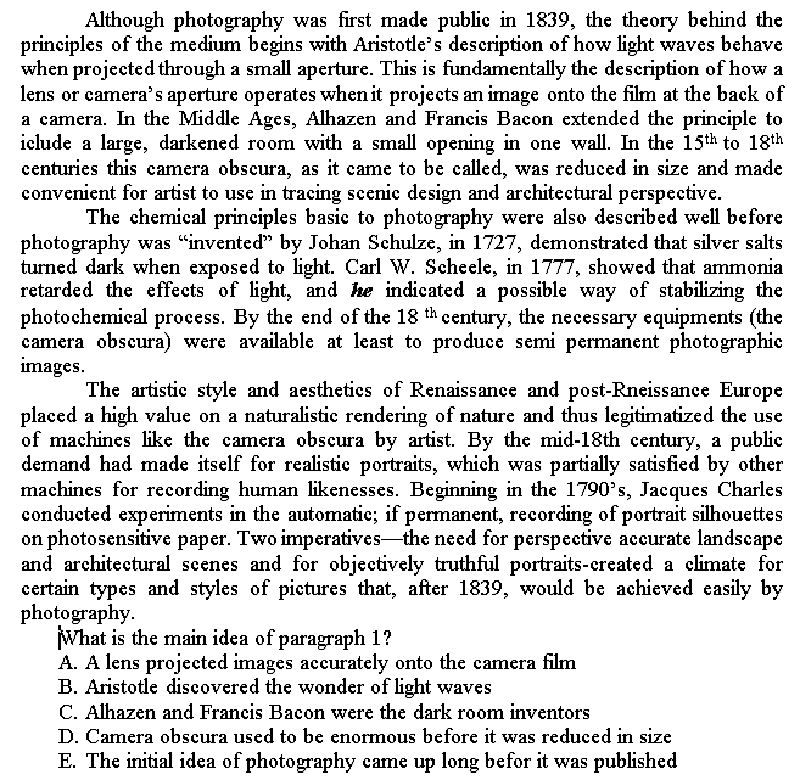 Although photography was first made public in 1839, the theory behind the
principles of the medium begins with Aristotle's description of how light waves behave
when projected through a small aperture. This is fundamentally the description of how a
lens or camera's aperture operates when it projects an image onto the film at the back of
a camera. In the Middle Ages, Alhazen and Francis Bacon extended the principle to
iclude a large, darkened room with a small opening in one wall. In the 15th to 18th
centuries this camera obscura, as it came to be called, was reduced in size and made
convenient for artist to use in tracing scenic design and architectural perspective.
The chemical principles basic to photography were also described well before
photography was “invented” by Johan Schulze, in 1727, demonstrated that silver salts
turned dark when exposed to light. Carl W. Scheele, in 1777, showed that ammonia
retarded the effects of light, and he indicated a possible way of stabilizing the
photochemical process. By the end of the 18 th century, the necessary equipments (the
camera obscura) were available at least to produce semi permanent photographic
images.
The artistic style and aesthetics of Renaissance and post-Rneissance Europe
placed a high value on a naturalistic rendering of nature and thus legitimatized the use
of machines like the camera obscura by artist. By the mid-18th century, a public
demand had made itself for realistic portraits, which was partially satisfied by other
machines for recording human likenesses. Beginning in the 1790's, Jacques Charles
conducted experiments in the automatic; if permanent, recording of portrait silhouettes
on photosensitive paper. Two imperatives—the need for perspective accurate landscape
and architectural scenes and for objectively truthful portraits-created a climate for
certain types and styles of pictures that, after 1839, would be achieved easily by
photography.
What is the main idea of paragraph 1?
A. A lens projected images accurately onto the camera film
B. Aristotle discovered the wonder of light waves
C. Alhazen and Francis Bacon were the dark room inventors
D. Camera obscura used to be enormous before it was reduced in size
E. The initial idea of photography came up long befor it was published